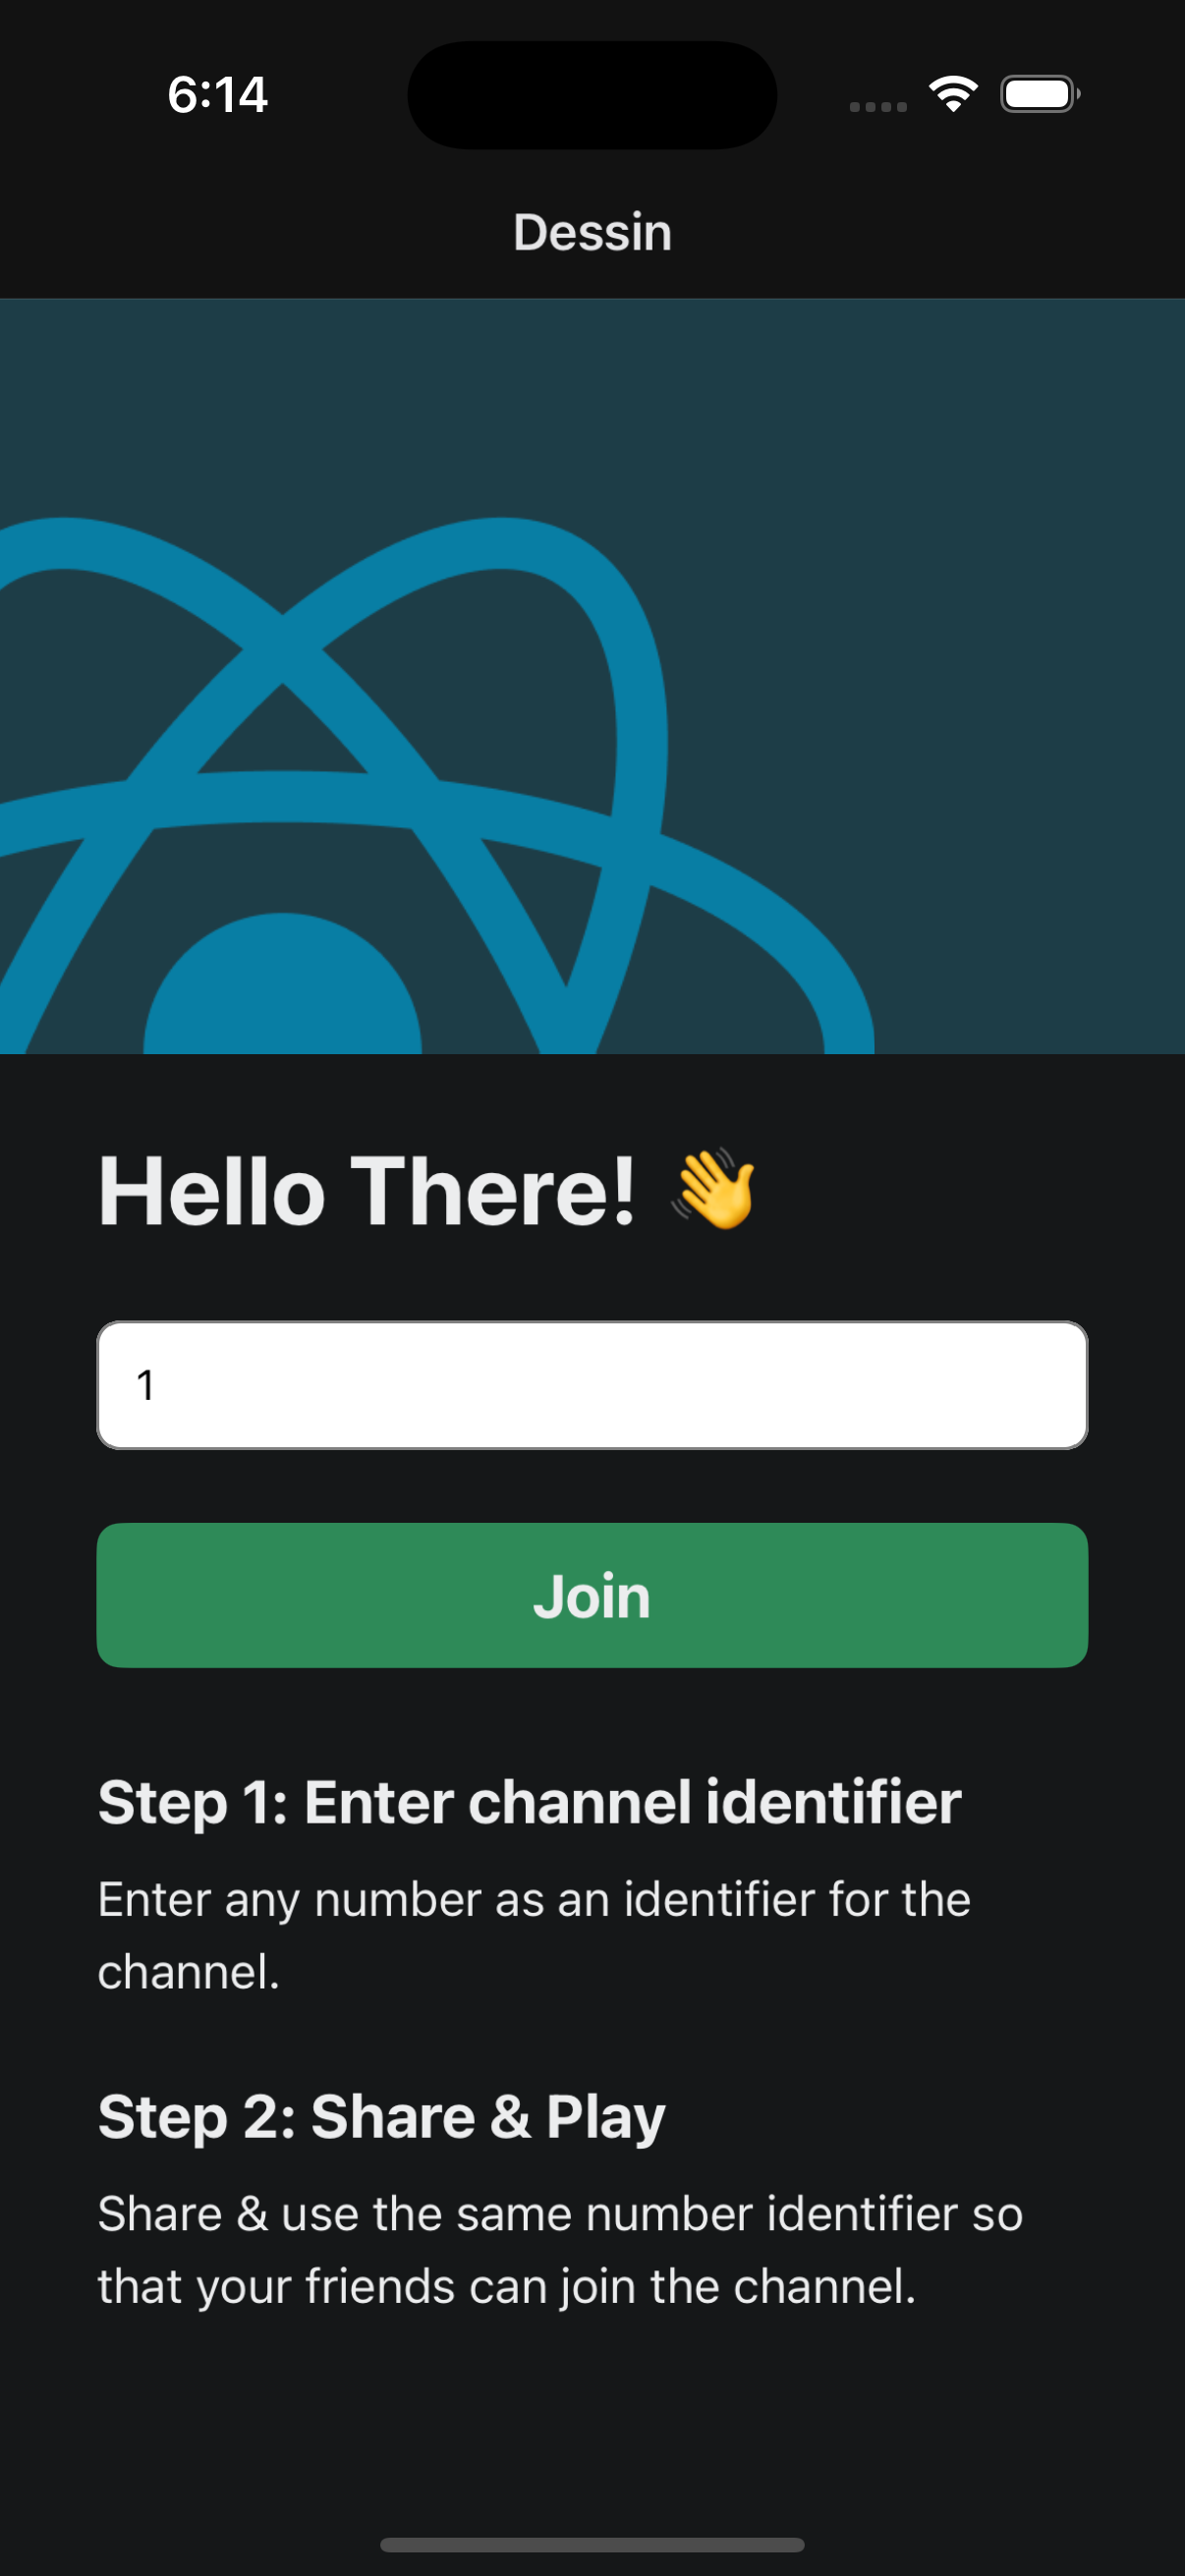 6:14
Dessin
Hello There! 👋
1
Join
Step 1: Enter channel identifier
Enter any number as an identifier for the
channel.
Step 2: Share & Play
Share & use the same number identifier so
that your friends can join the channel.